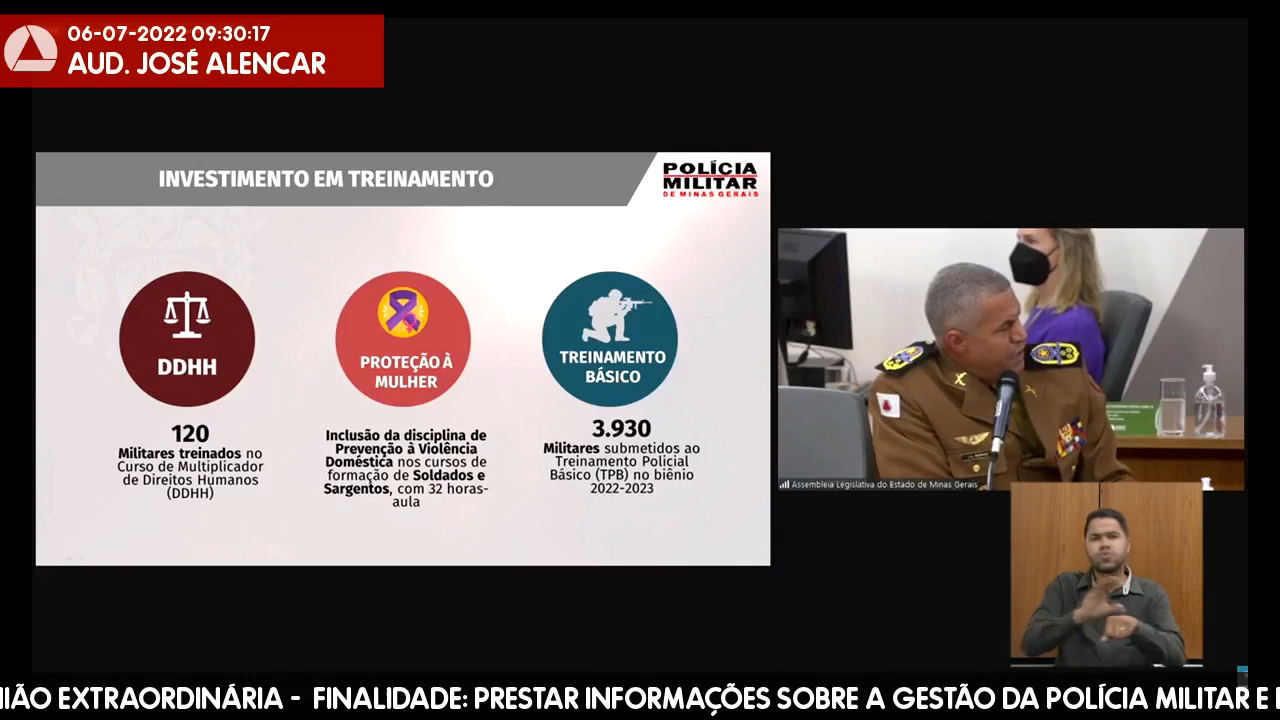 06-07-2022 09:30:17
AUD. JOSÉ ALENCAR
INVESTIMENTO EM TREINAMENTO
POLÍCIA
MILITAR
DE MINAS GERAIS
DDHH
120
Militares treinados no
Curso de Multiplicador
de Direitos Humanos
(DDHH)
PROTEÇÃO À
MULHER
Inclusão da disciplina de
Prevenção à Violência
Doméstica nos cursos de
formação de Soldados e
Sargentos, com 32 horas-
aula
TREINAMENTO
BÁSICO
3.930
Militares submetidos ao
Treinamento Policial
Básico (TPB) no biênio
2022-2023
Assembleia Legislativa do Estado de Minas Gerais
NIÃO EXTRAORDINÁRIA - FINALIDADE: PRESTAR INFORMAÇÕES SOBRE A GESTÃO DA POLÍCIA MILITAR E